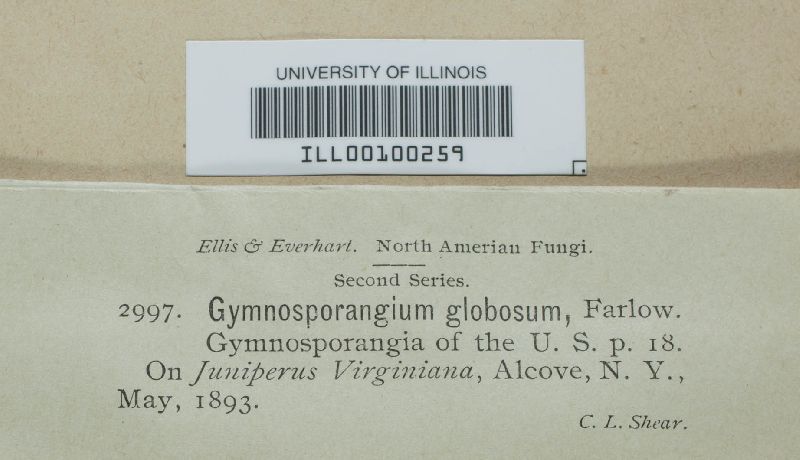 UNIVERSITY OF ILLINOIS
ILL00100259
Ellis & Everhart. North Amerian Fungi.
Second Series.
2997. Gymnosporangium globosum, Farlow.
Gymnosporangia of the U. S. p. 18.
On Juniperus Virginiana, Alcove, N. Y.,
May, 1893.
C. L. Shear.